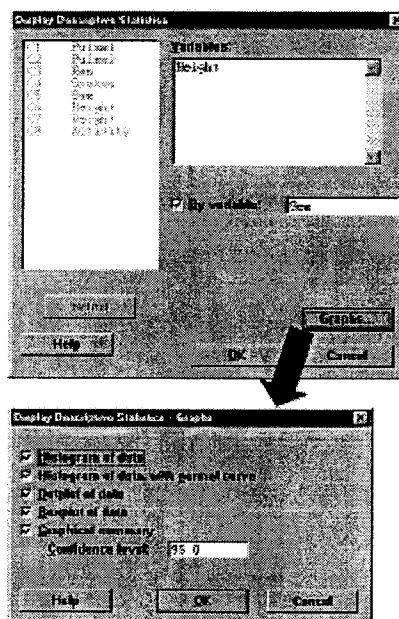 Display Descriptive Statistics
C1 Pulse1
C2 Pulse2
C3 Ran
C4 Smokes
C5 Sex
C6 Height
C7 Weight
C8 Activity
Variables:
Height
By variable: Sex
Select
Graphs...
Help
OK
Cancel
Display Descriptive Statistics - Graphs
Histogram of data
Histogram of data, with normal curve
Dotplot of data
Boxplot of data
Graphical summary
Confidence level: 95.0
Help
OK
Cancel